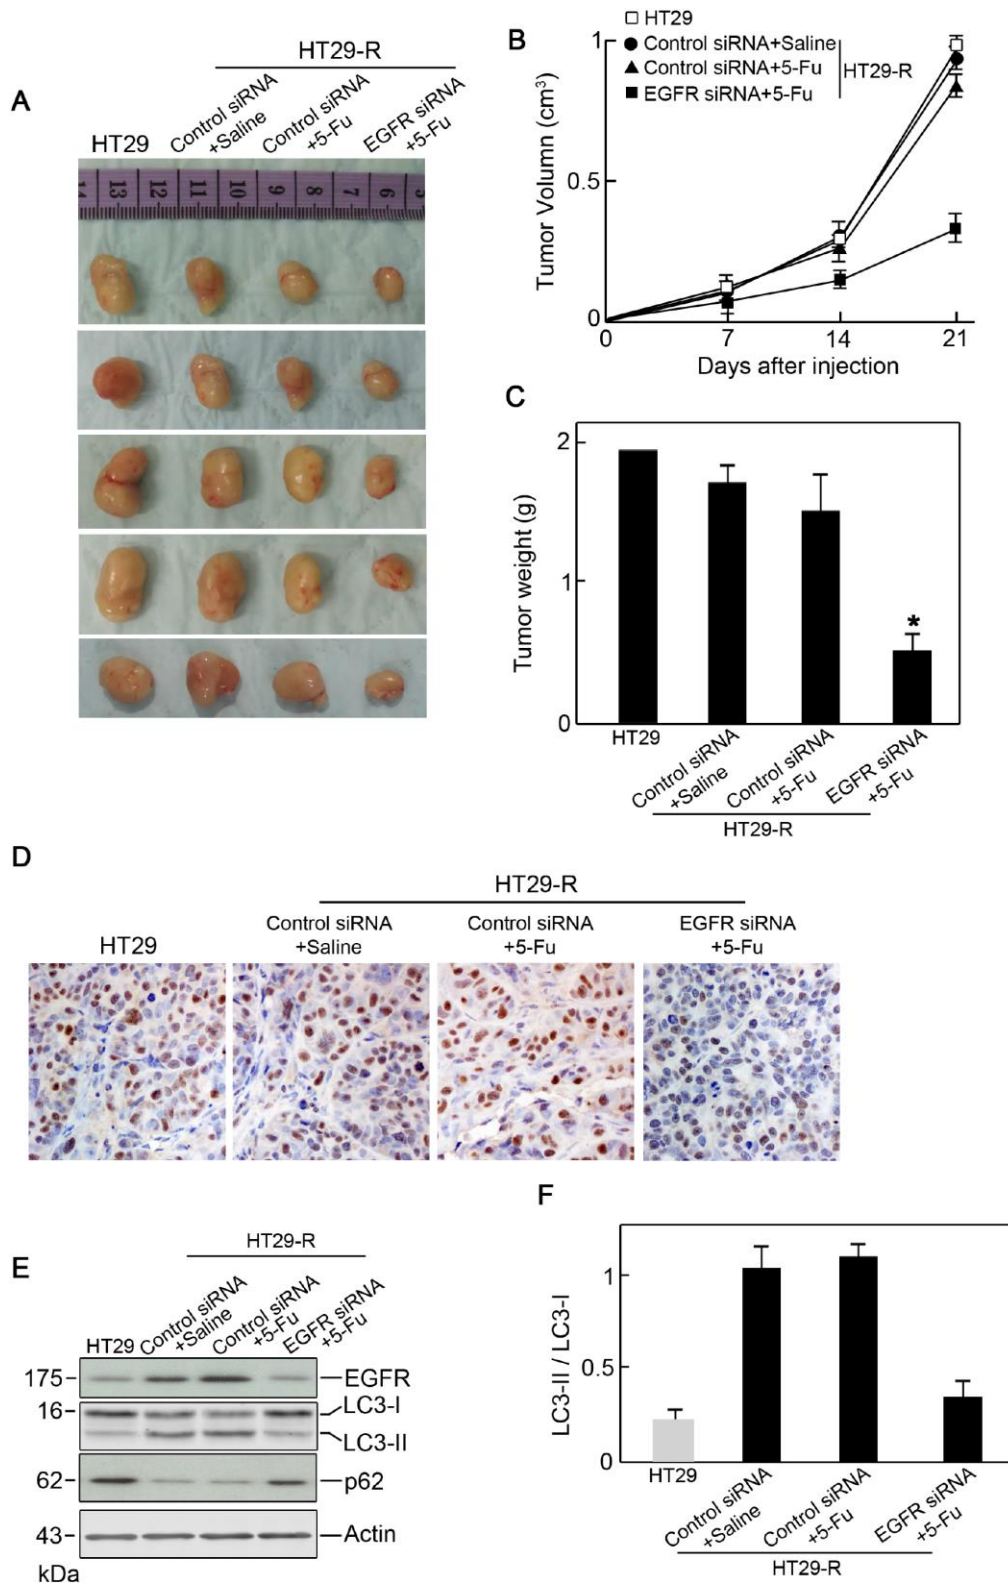 A
HT29-R
HT29
Control siRNA
+Saline
Control siRNA
+5-Fu
EGFR siRNA
+5-Fu
13 12 11 10 9 8 7 6
B
HT29
Control siRNA+Saline
Control siRNA+5-Fu
EGFR siRNA+5-Fu
HT29-R
Tumor Volumn (cm³)
1
0.5
0
0 7 14 21
Days after injection
C
Tumor weight (g)
2
1
0
*
HT29
Control siRNA
+Saline
Control siRNA
+5-Fu
EGFR siRNA
+5-Fu
HT29-R
D
HT29-R
HT29
Control siRNA
+Saline
Control siRNA
+5-Fu
EGFR siRNA
+5-Fu
E
HT29-R
HT29
Control siRNA
+Saline
Control siRNA
+5-Fu
EGFR siRNA
+5-Fu
175 EGFR
16 LC3-I
LC3-II
62 p62
43 Actin
kDa
F
LC3-II / LC3-I
1
0.5
0
HT29
Control siRNA
+Saline
Control siRNA
+5-Fu
EGFR siRNA
+5-Fu
HT29-R